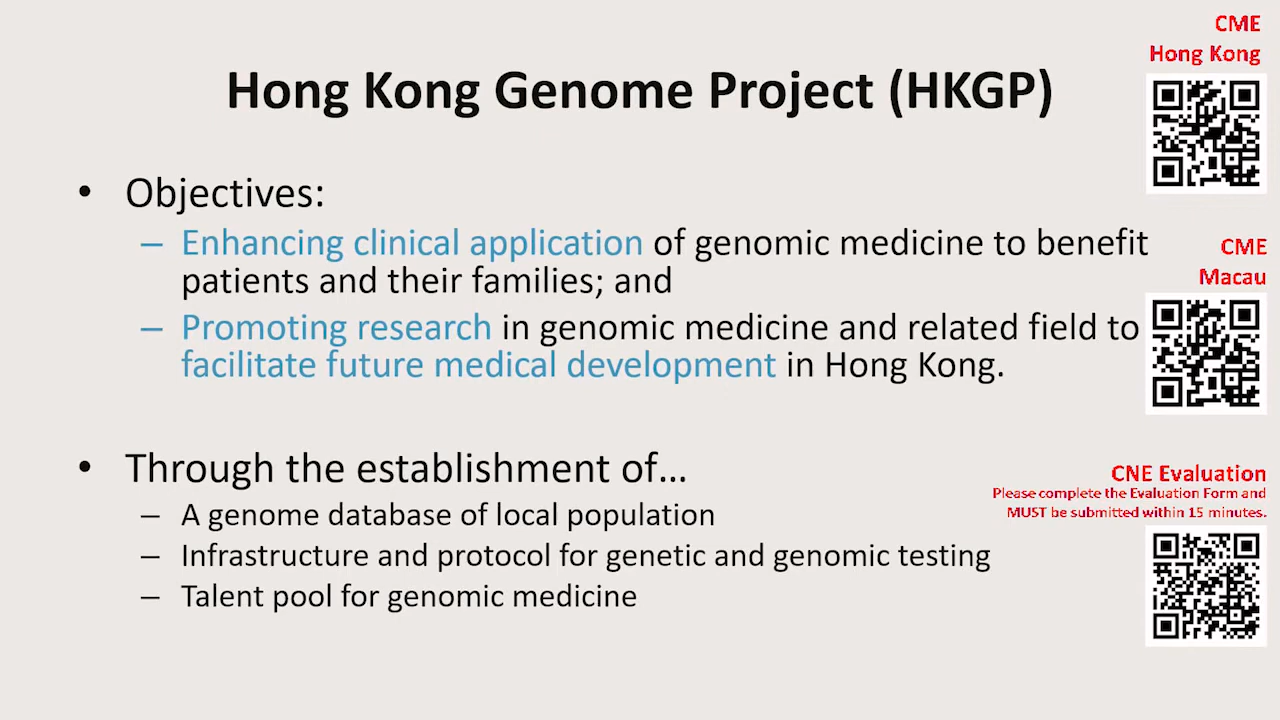 Hong Kong Genome Project (HKGP)
• Objectives:
– Enhancing clinical application of genomic medicine to benefit
patients and their families; and
– Promoting research in genomic medicine and related field to
facilitate future medical development in Hong Kong.
• Through the establishment of…
– A genome database of local population
– Infrastructure and protocol for genetic and genomic testing
– Talent pool for genomic medicine
CME
Hong Kong
CME
Macau
CNE Evaluation
Please complete the Evaluation Form and
MUST be submitted within 15 minutes.